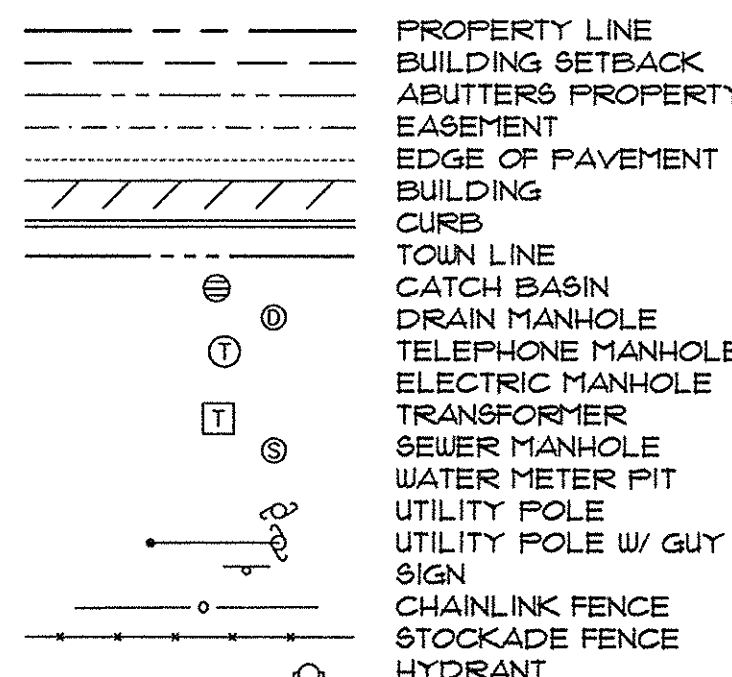 PROPERTY LINE
BUILDING SETBACK
ABUTTERS PROPERTY
EASEMENT
EDGE OF PAVEMENT
BUILDING
CURB
TOWN LINE
CATCH BASIN
D DRAIN MANHOLE
T TELEPHONE MANHOLE
ELECTRIC MANHOLE
T TRANSFORMER
S SEWER MANHOLE
WATER METER PIT
UTILITY POLE
UTILITY POLE W/ GUY
SIGN
CHAINLINK FENCE
STOCKADE FENCE
HYDRANT